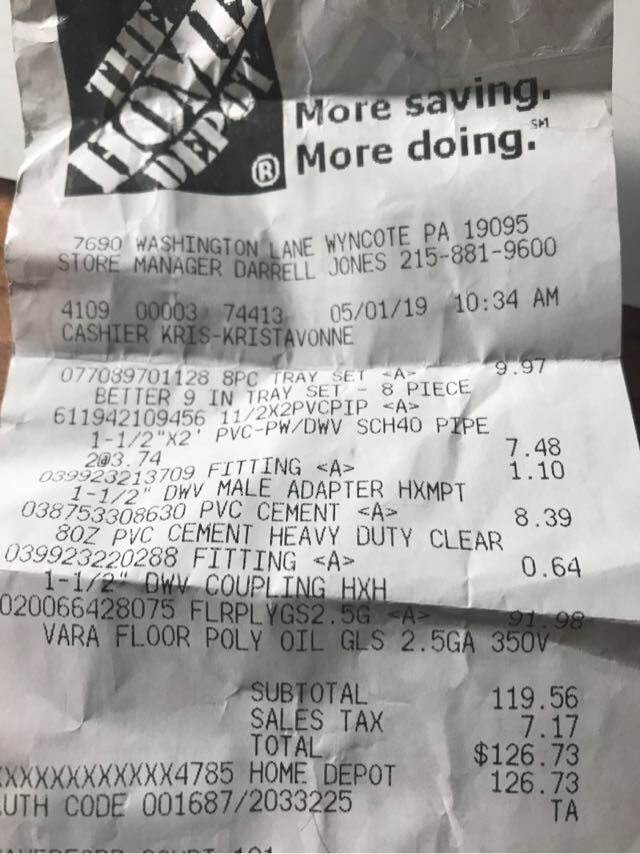 THE
HOME
DEPOT
®
More saving.
More doing.℠
7690 WASHINGTON LANE WYNCOTE PA 19095
STORE MANAGER DARRELL JONES 215-881-9600
4109 00003 74413 05/01/19 10:34 AM
CASHIER KRIS-KRISTAVONNE
077089701128 8PC TRAY SET <A> 9.97
BETTER 9 IN TRAY SET - 8 PIECE
611942109456 11/2X2PVCPIP <A>
1-1/2"X2' PVC-PW/DWV SCH40 PIPE
2@3.74 7.48
039923213709 FITTING <A> 1.10
1-1/2" DWV MALE ADAPTER HXMPT
038753308630 PVC CEMENT <A> 8.39
8OZ PVC CEMENT HEAVY DUTY CLEAR
039923220288 FITTING <A> 0.64
1-1/2" DWV COUPLING HXH
020066428075 FLRPLYGS2.5G <A> 91.98
VARA FLOOR POLY OIL GLS 2.5GA 350V
SUBTOTAL 119.56
SALES TAX 7.17
TOTAL $126.73
XXXXXXXXXXXX4785 HOME DEPOT 126.73
UTH CODE 001687/2033225 TA